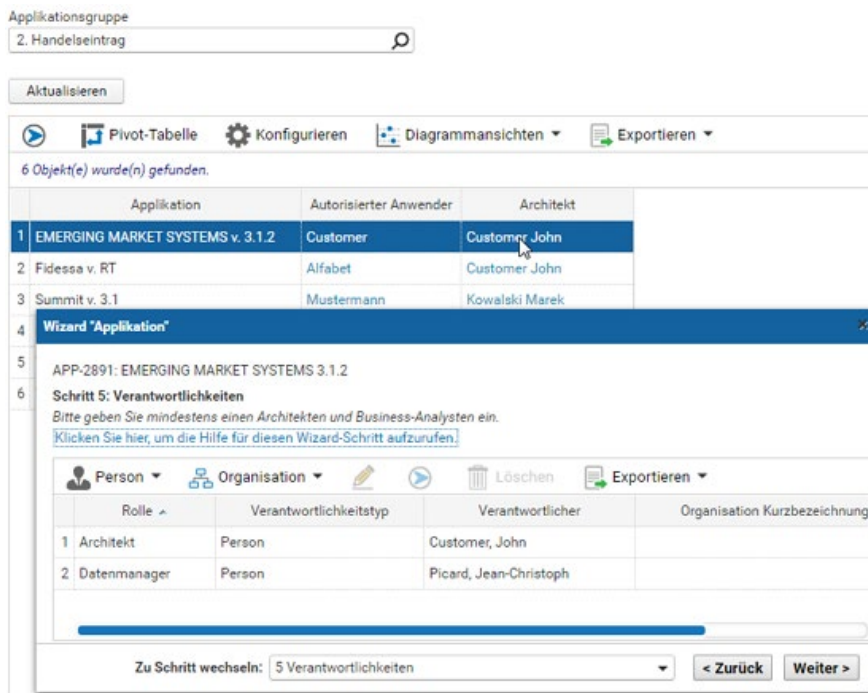 Applikationsgruppe
2. Handelseintrag
Aktualisieren
Pivot-Tabelle Konfigurieren Diagrammansichten Exportieren
6 Objekt(e) wurde(n) gefunden.
Applikation Autorisierter Anwender Architekt
1 EMERGING MARKET SYSTEMS v. 3.1.2 Customer Customer John
2 Fidessa v. RT Alfabet Customer John
3 Summit v. 3.1 Mustermann Kowalski Marek
4
5
6
Wizard "Applikation"
APP-2891: EMERGING MARKET SYSTEMS 3.1.2
Schritt 5: Verantwortlichkeiten
Bitte geben Sie mindestens einen Architekten und Business-Analysten ein.
Klicken Sie hier, um die Hilfe für diesen Wizard-Schritt aufzurufen.
Person Organisation Löschen Exportieren
Rolle Verantwortlichkeitstyp Verantwortlicher Organisation Kurzbezeichnung
1 Architekt Person Customer, John
2 Datenmanager Person Picard, Jean-Christoph
Zu Schritt wechseln: 5 Verantwortlichkeiten < Zurück Weiter >